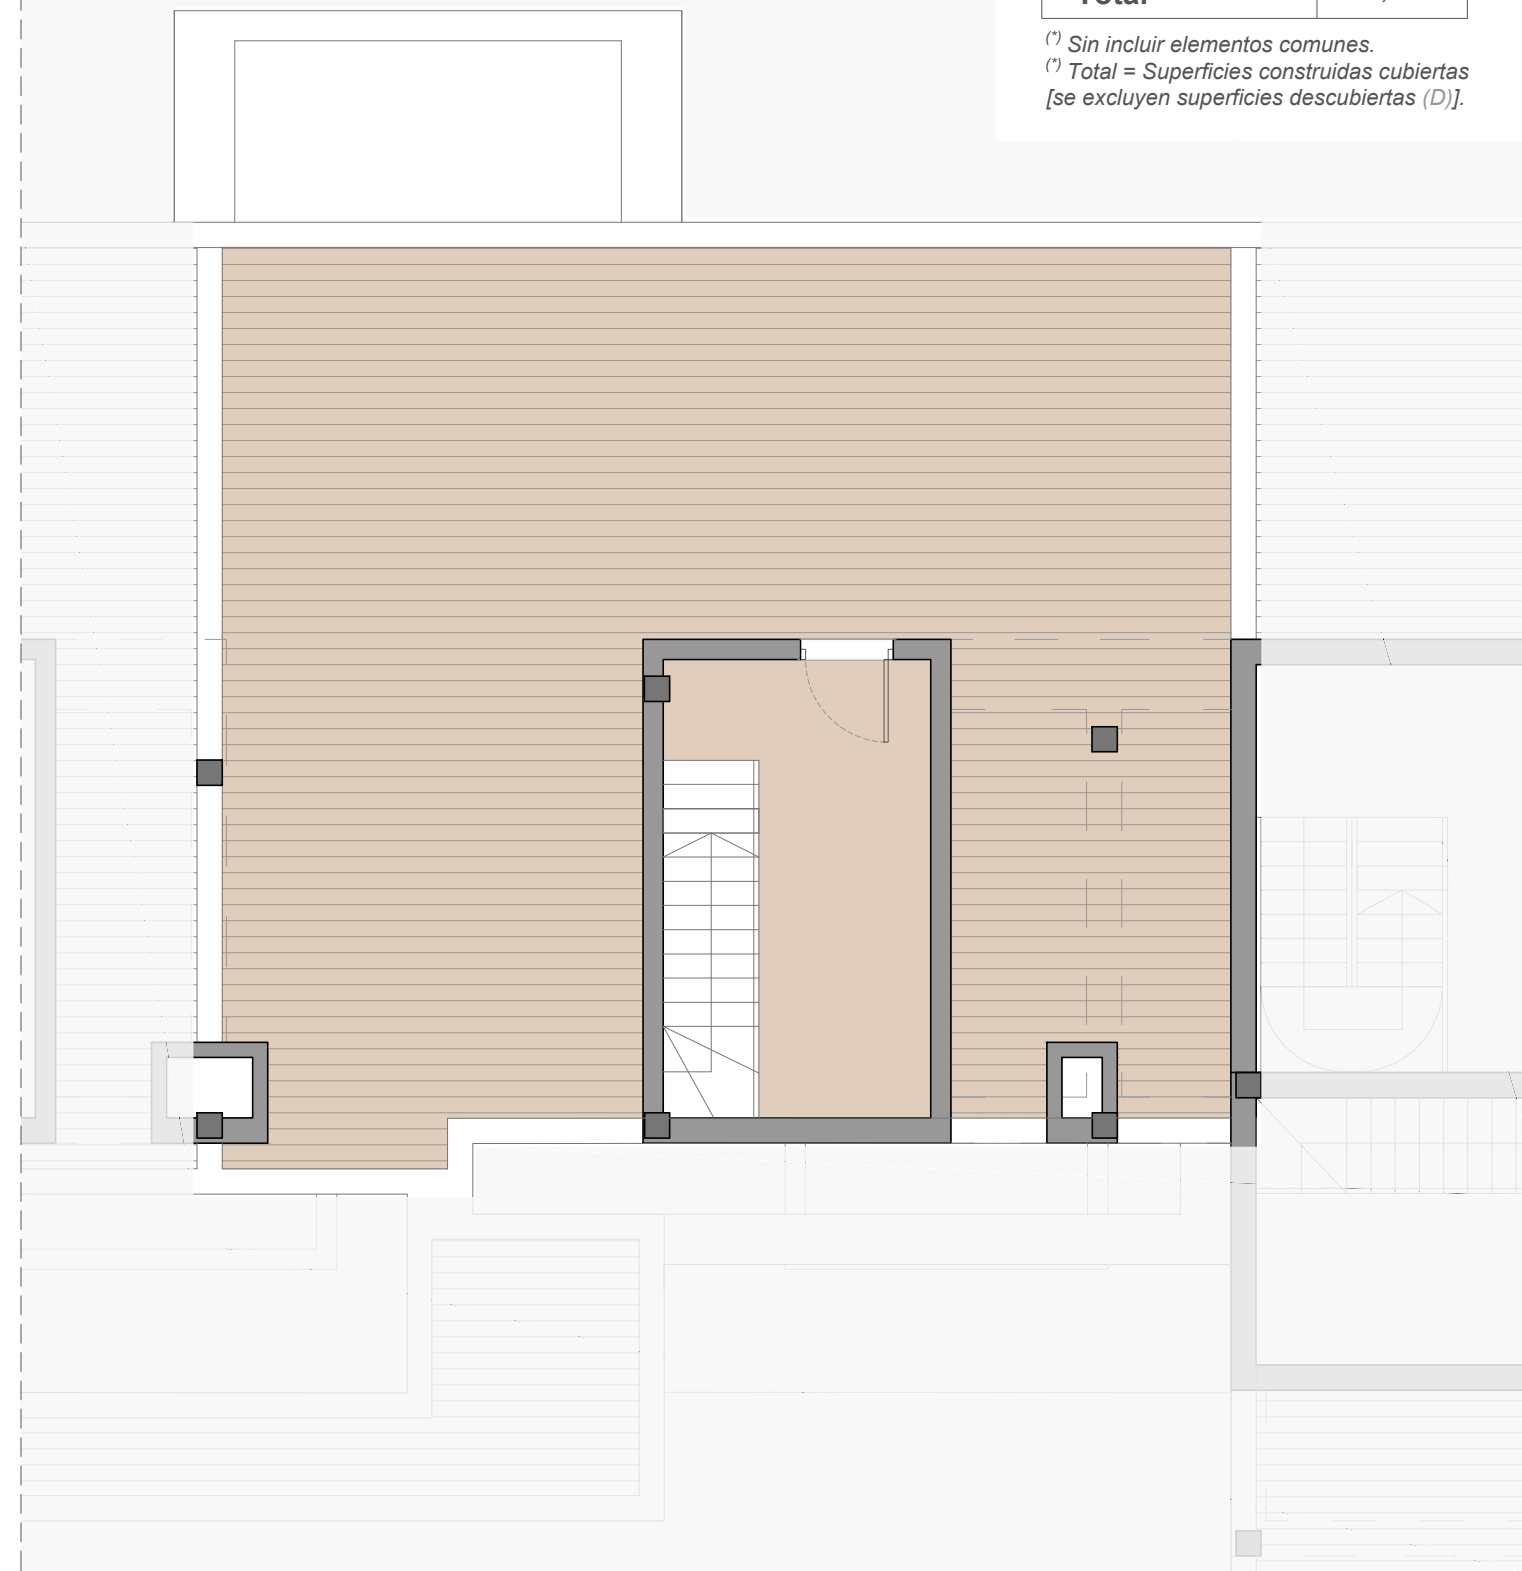 Total
(*) Sin incluir elementos comunes.
(*) Total = Superficies construidas cubiertas
[se excluyen superficies descubiertas (D)].